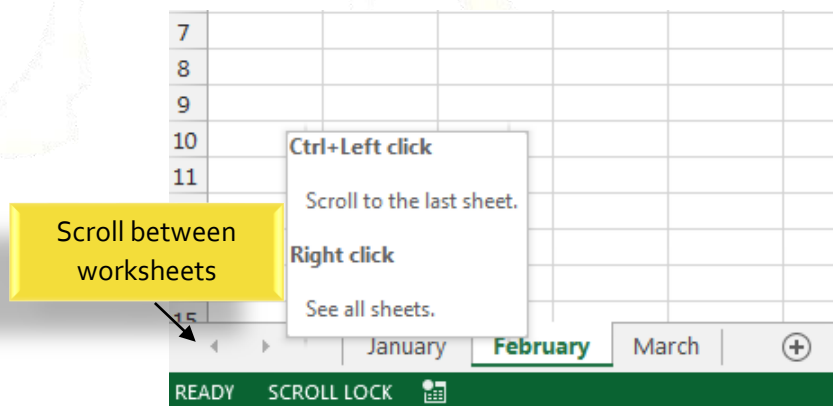 7
8
9
10
11
Ctrl+Left click
Scroll to the last sheet.
Right click
See all sheets.
Scroll between
worksheets
15
January February March
READY SCROLL LOCK